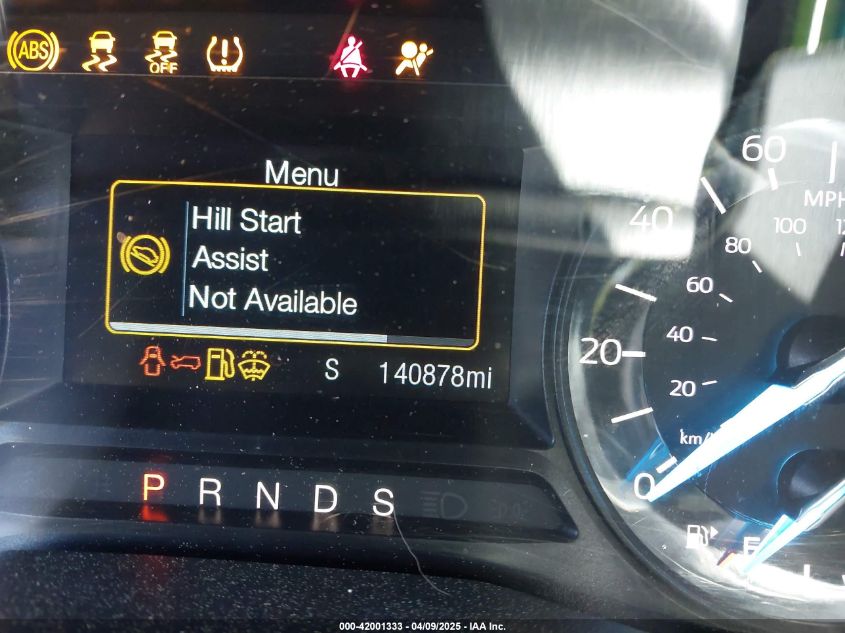 ABS
OFF
Menu
Hill Start
Assist
Not Available
S 140878mi
P R N D S
60
MPH
40
100
80
60
20
40
20
km/
0
E
000-42001333 - 04/09/2025 - IAA Inc.